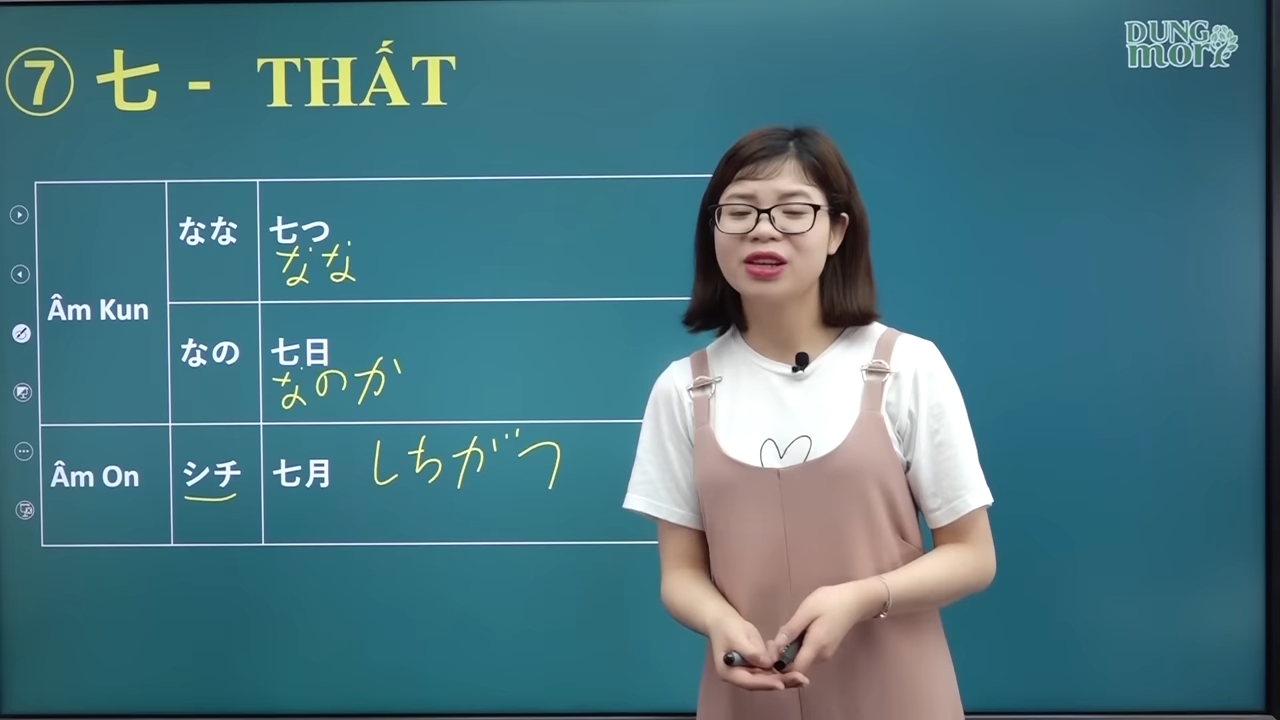 ⑦ 七 - THẤT
DUNG
mori
Âm Kun
なな
七つ
なな
なの
七日
なのか
Âm On
シチ
七月
しちがつ